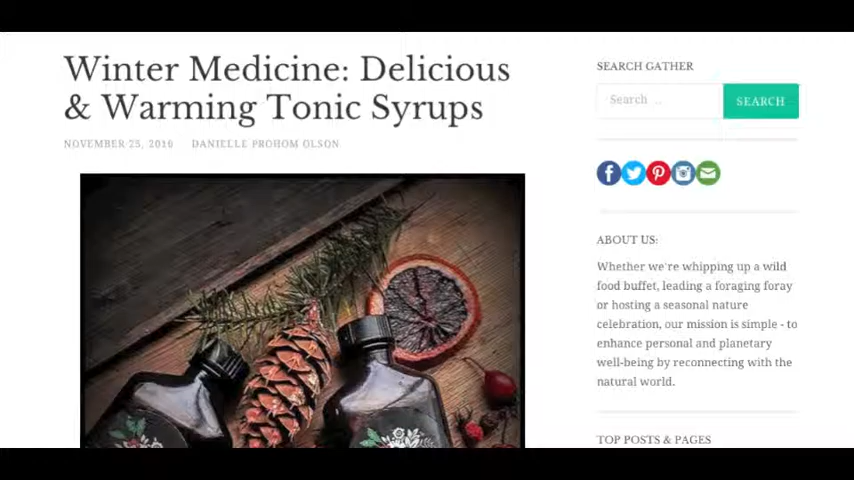 Winter Medicine: Delicious
& Warming Tonic Syrups
NOVEMBER 25, 2016 DANIELLE PROHOM OLSON
SEARCH GATHER
Search …
SEARCH
ABOUT US:
Whether we're whipping up a wild
food buffet, leading a foraging foray
or hosting a seasonal nature
celebration, our mission is simple - to
enhance personal and planetary
well-being by reconnecting with the
natural world.
TOP POSTS & PAGES